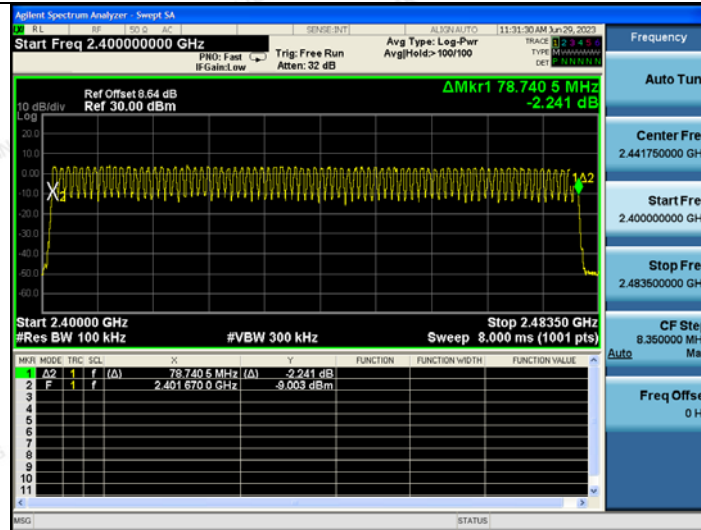 Agilent Spectrum Analyzer - Swept SA
RL RF 50 Ω AC SENSE:INT ALIGNAUTO 11:31:30 AM Jun 29, 2023
Start Freq 2.400000000 GHz
PNO: Fast
IFGain:Low
Trig: Free Run
Atten: 32 dB
Avg Type: Log-Pwr
Avg|Hold:>100/100
TRACE 1 2 3 4 5 6
TYPE M
DET P N N N N N
ΔMkr1 78.740 5 MHz
-2.241 dB
Ref Offset 8.64 dB
10 dB/div Ref 30.00 dBm
Log
20.0
0.00
-10.0
-20.0
-30.0
-40.0
-60.0
1Δ2
2
Start 2.40000 GHz Stop 2.48350 GHz
#Res BW 100 kHz #VBW 300 kHz Sweep 8.000 ms (1001 pts)
MKR MODE TRC SCL X Y FUNCTION FUNCTION WIDTH FUNCTION VALUE
1 Δ2 1 f (Δ) 78.740 5 MHz (Δ) -2.241 dB
2 F 1 f 2.401 670 0 GHz -9.003 dBm
3
4
5
6
7
8
9
10
11
MSG STATUS
Frequency
Auto Tun
Center Fre
2.441750000 GH
Start Fre
2.400000000 GH
Stop Fre
2.483500000 GH
CF Ste
8.350000 MH
Auto Ma
Freq Offse
0 H